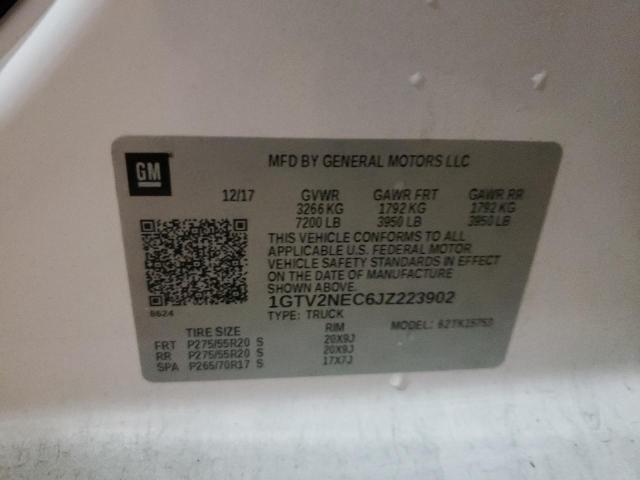 GM
MFD BY GENERAL MOTORS LLC
12/17 GVWR GAWR FRT GAWR RR
3266 KG 1792 KG 1792 KG
7200 LB 3950 LB 3950 LB
THIS VEHICLE CONFORMS TO ALL
APPLICABLE U.S. FEDERAL MOTOR
VEHICLE SAFETY STANDARDS IN EFFECT
ON THE DATE OF MANUFACTURE
SHOWN ABOVE.
1GTV2NEC6JZ223902
8624
TYPE: TRUCK
TIRE SIZE RIM MODEL:
FRT P275/55R20 S 20X9J
RR P275/55R20 S 20X9J
SPA P265/70R17 S 17X7J